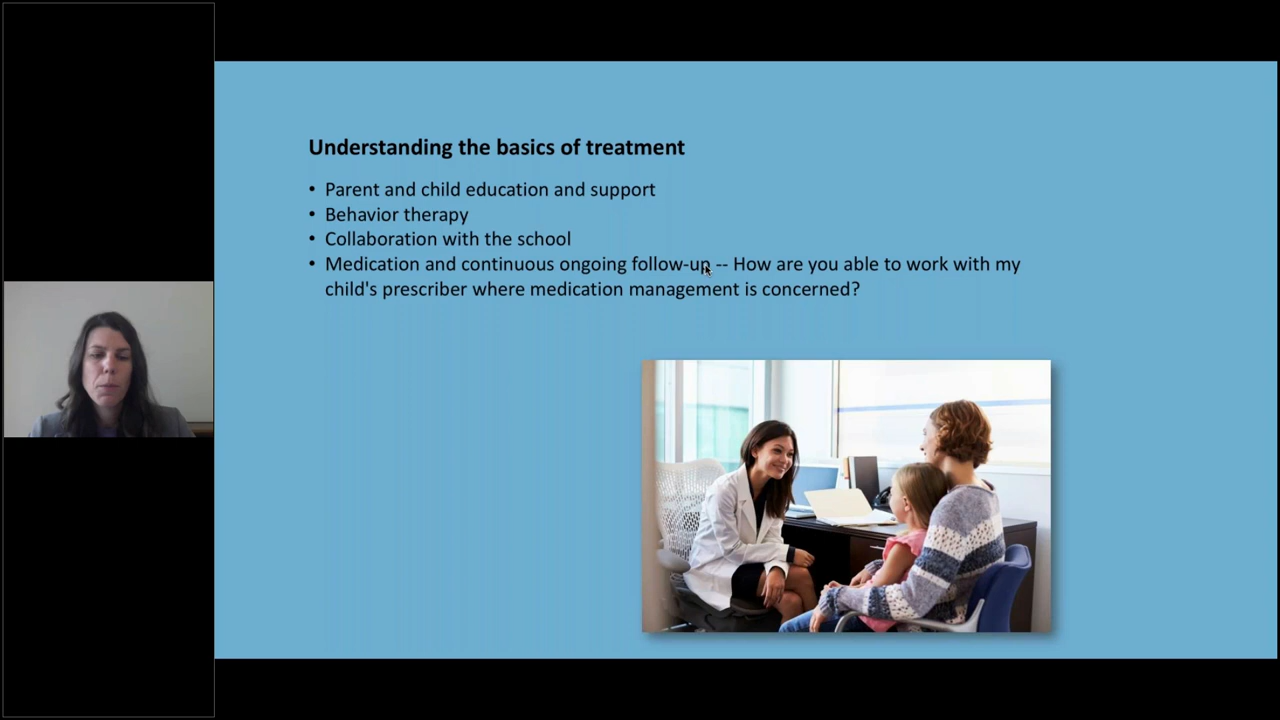 Understanding the basics of treatment
• Parent and child education and support
• Behavior therapy
• Collaboration with the school
• Medication and continuous ongoing follow-up -- How are you able to work with my
child's prescriber where medication management is concerned?